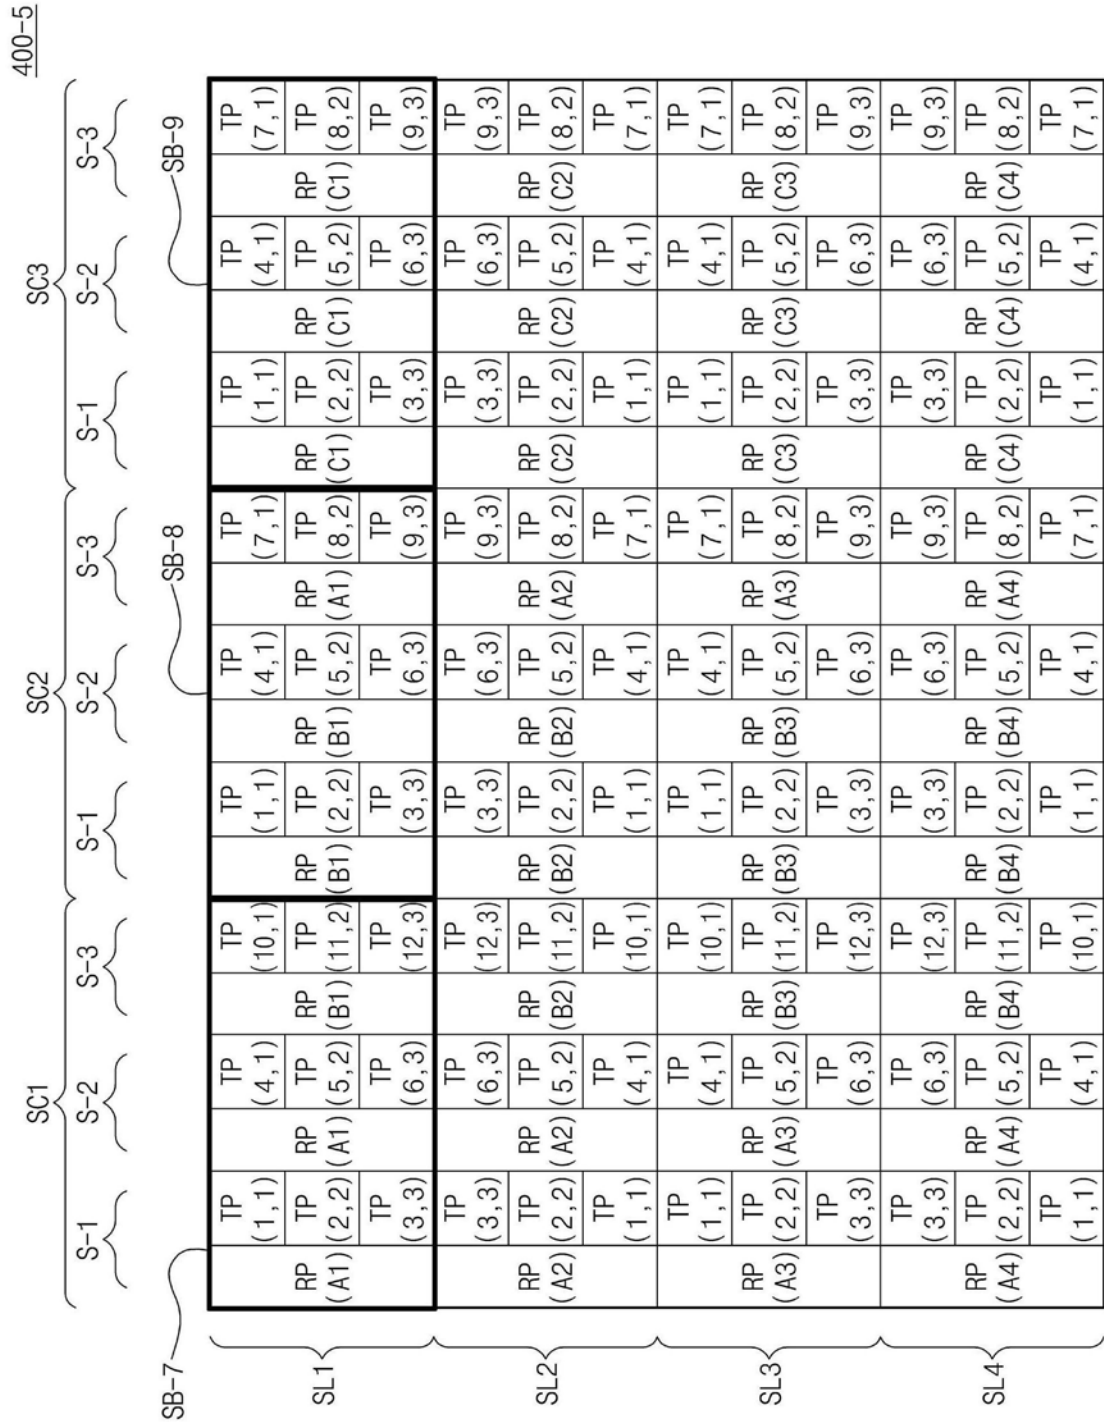 400-5
SC1 SC2 SC3
S-1 S-2 S-3 S-1 S-2 S-3 S-1 S-2 S-3
SB-7 SB-8 SB-9
TP TP TP TP TP TP TP TP TP
(1,1) (4,1) (10,1) (1,1) (4,1) (7,1) (1,1) (4,1) (7,1)
SL1 RP TP RP TP RP TP RP TP RP TP RP TP RP TP RP TP RP TP
(A1) (2,2) (A1) (5,2) (B1) (11,2) (B1) (2,2) (B1) (5,2) (A1) (8,2) (C1) (2,2) (C1) (5,2) (C1) (8,2)
TP TP TP TP TP TP TP TP TP
(3,3) (6,3) (12,3) (3,3) (6,3) (9,3) (3,3) (6,3) (9,3)
TP TP TP TP TP TP TP TP TP
(3,3) (6,3) (12,3) (3,3) (6,3) (9,3) (3,3) (6,3) (9,3)
SL2 RP TP RP TP RP TP RP TP RP TP RP TP RP TP RP TP RP TP
(A2) (2,2) (A2) (5,2) (B2) (11,2) (B2) (2,2) (B2) (5,2) (A2) (8,2) (C2) (2,2) (C2) (5,2) (C2) (8,2)
TP TP TP TP TP TP TP TP TP
(1,1) (4,1) (10,1) (1,1) (4,1) (7,1) (1,1) (4,1) (7,1)
TP TP TP TP TP TP TP TP TP
(1,1) (4,1) (10,1) (1,1) (4,1) (7,1) (1,1) (4,1) (7,1)
SL3 RP TP RP TP RP TP RP TP RP TP RP TP RP TP RP TP RP TP
(A3) (2,2) (A3) (5,2) (B3) (11,2) (B3) (2,2) (B3) (5,2) (A3) (8,2) (C3) (2,2) (C3) (5,2) (C3) (8,2)
TP TP TP TP TP TP TP TP TP
(3,3) (6,3) (12,3) (3,3) (6,3) (9,3) (3,3) (6,3) (9,3)
TP TP TP TP TP TP TP TP TP
(3,3) (6,3) (12,3) (3,3) (6,3) (9,3) (3,3) (6,3) (9,3)
SL4 RP TP RP TP RP TP RP TP RP TP RP TP RP TP RP TP RP TP
(A4) (2,2) (A4) (5,2) (B4) (11,2) (B4) (2,2) (B4) (5,2) (A4) (8,2) (C4) (2,2) (C4) (5,2) (C4) (8,2)
TP TP TP TP TP TP TP TP TP
(1,1) (4,1) (10,1) (1,1) (4,1) (7,1) (1,1) (4,1) (7,1)